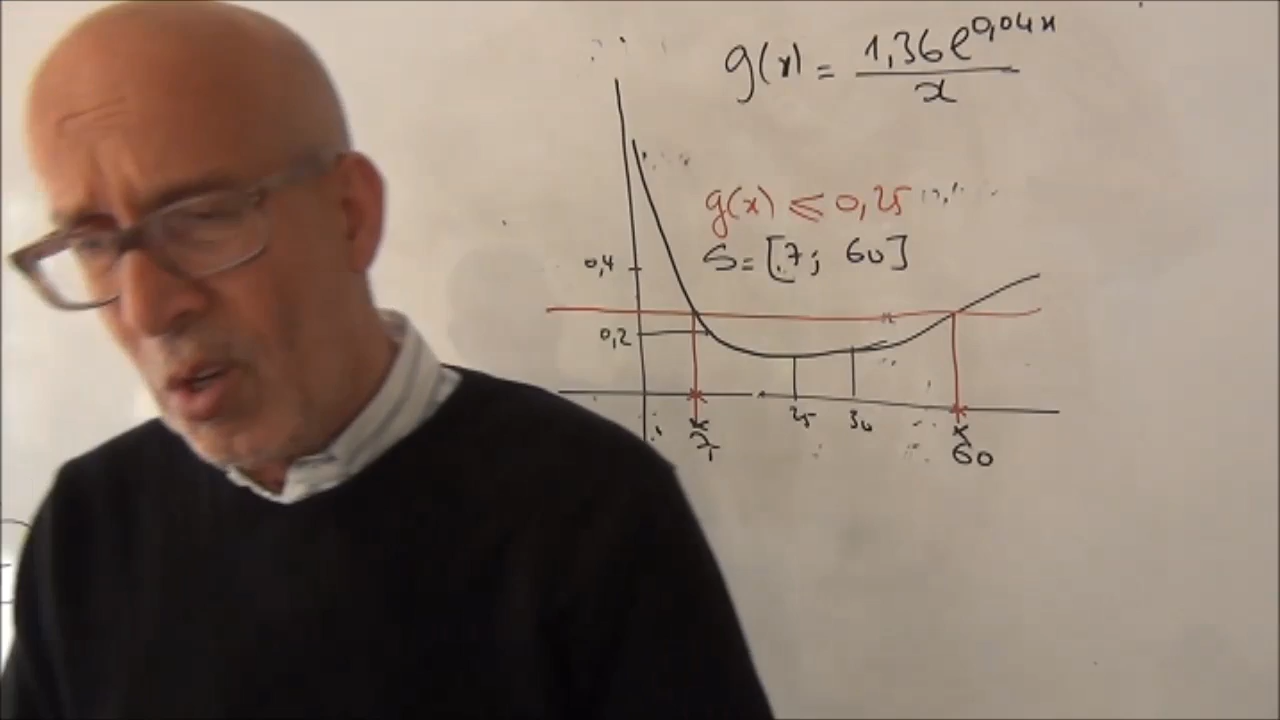 g(x) = 1,36e^0,04x / x
g(x) ⩽ 0,25
S = [7; 60]
0,4
0,2
25 30
7 60